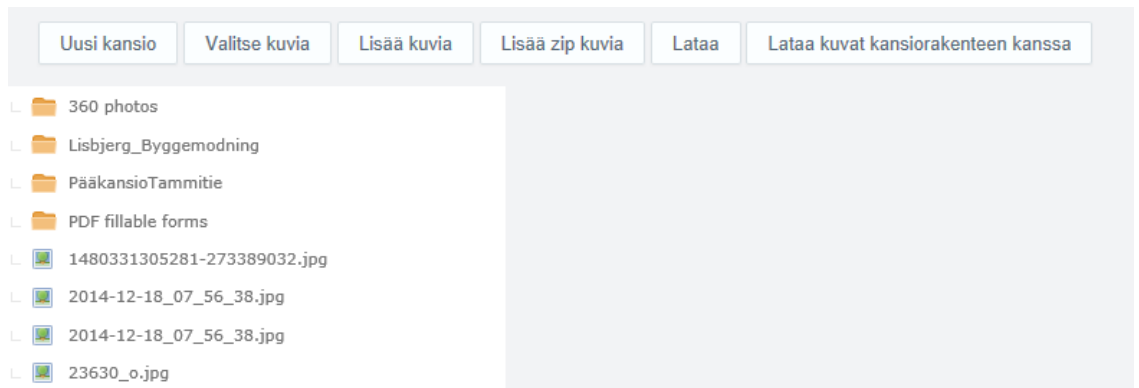 Uusi kansio Valitse kuvia Lisää kuvia Lisää zip kuvia Lataa Lataa kuvat kansiorakenteen kanssa
360 photos
Lisbjerg_Byggemodning
PääkansioTammitie
PDF fillable forms
1480331305281-273389032.jpg
2014-12-18_07_56_38.jpg
2014-12-18_07_56_38.jpg
23630_o.jpg